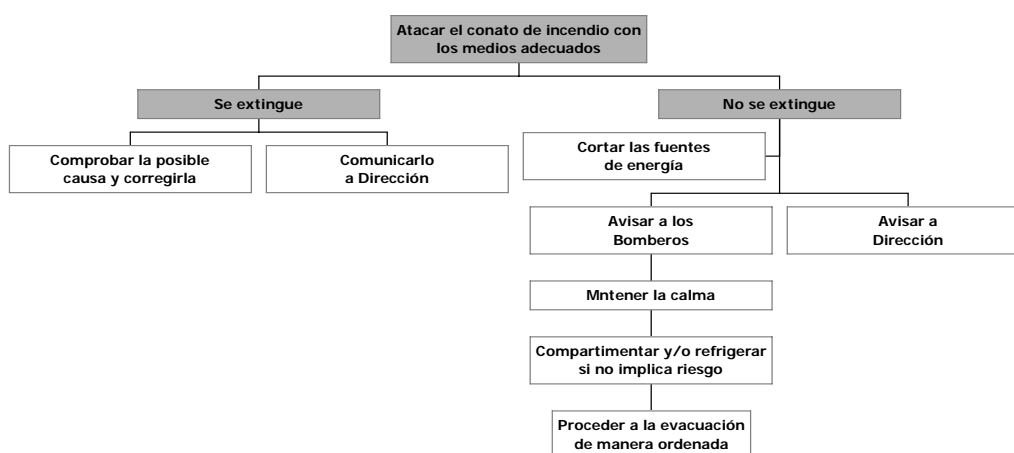 Atacar el conato de incendio con
los medios adecuados
Se extingue
No se extingue
Comprobar la posible
causa y corregirla
Comunicarlo
a Dirección
Cortar las fuentes
de energía
Avisar a los
Bomberos
Avisar a
Dirección
Mntener la calma
Compartimentar y/o refrigerar
si no implica riesgo
Proceder a la evacuación
de manera ordenada